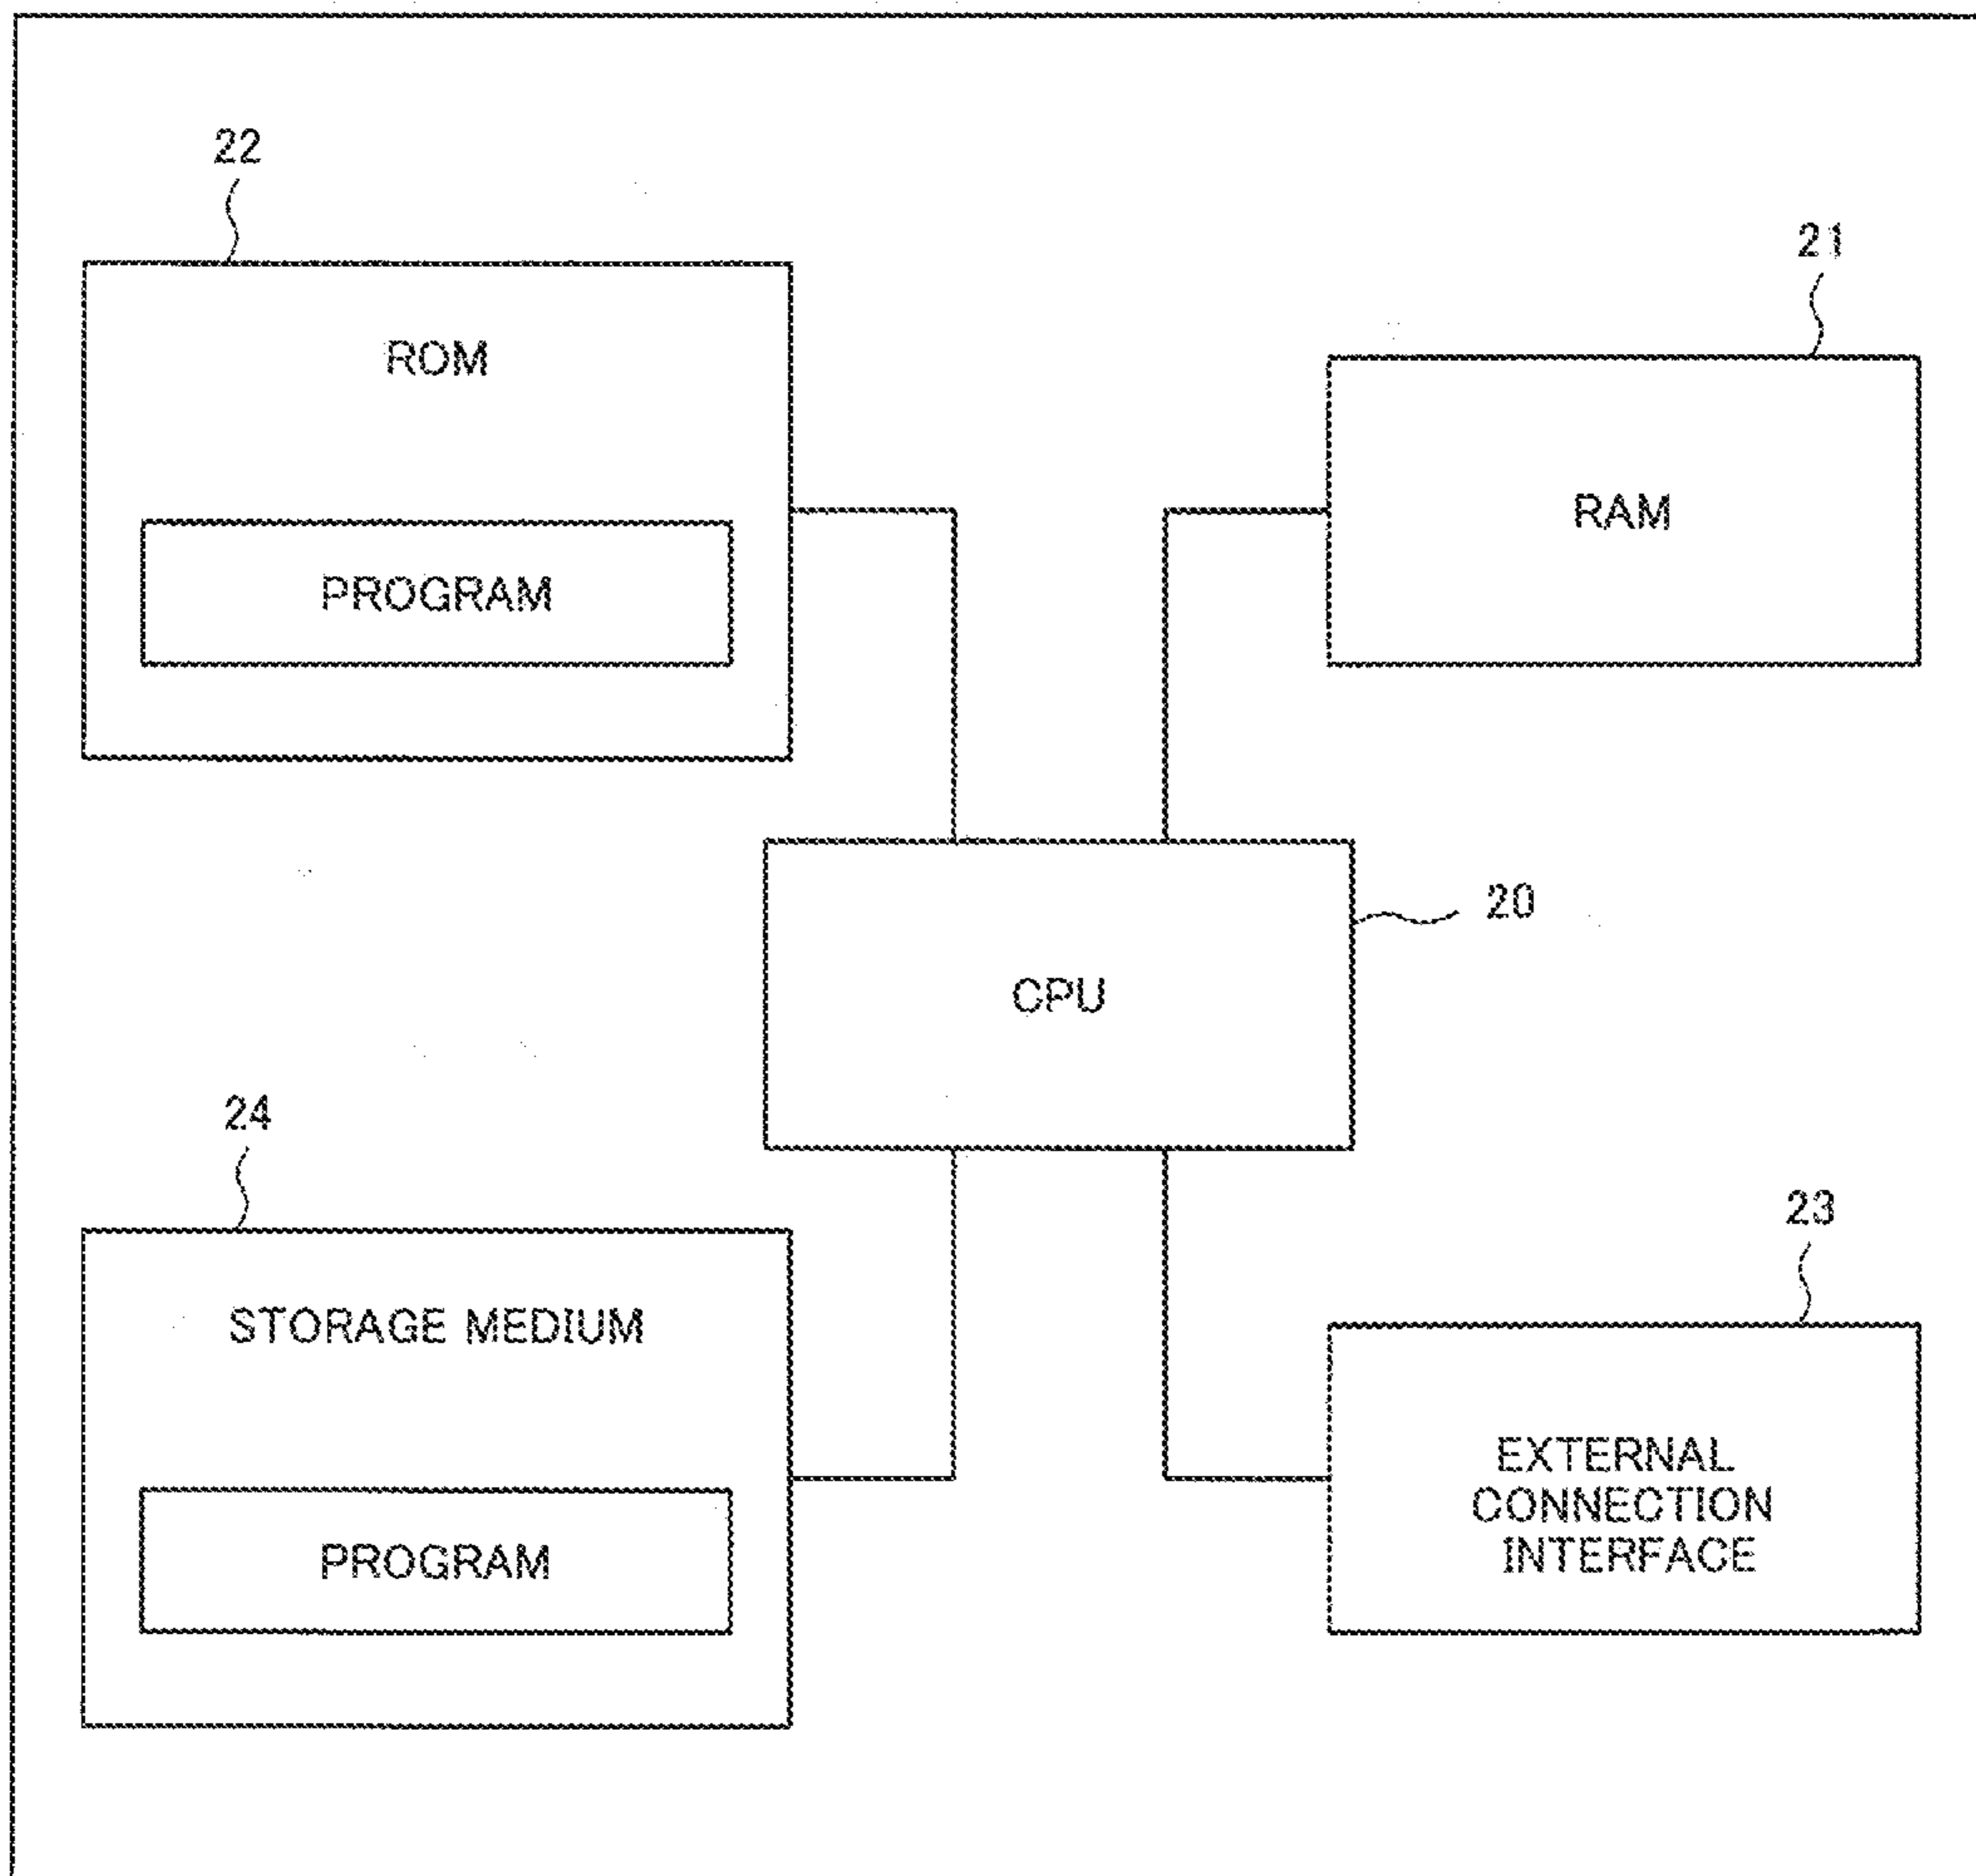 22
21
ROM
RAM
PROGRAM
20
CPU
24
23
STORAGE MEDIUM
EXTERNAL
CONNECTION
INTERFACE
PROGRAM